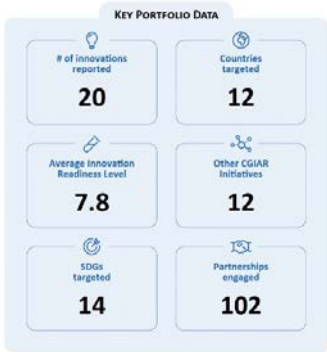 KEY PORTFOLIO DATA
# of innovations
reported
20
Countries
targeted
12
Average Innovation
Readiness Level
7.8
Other CGIAR
Initiatives
12
SDGs
targeted
14
Partnerships
engaged
102